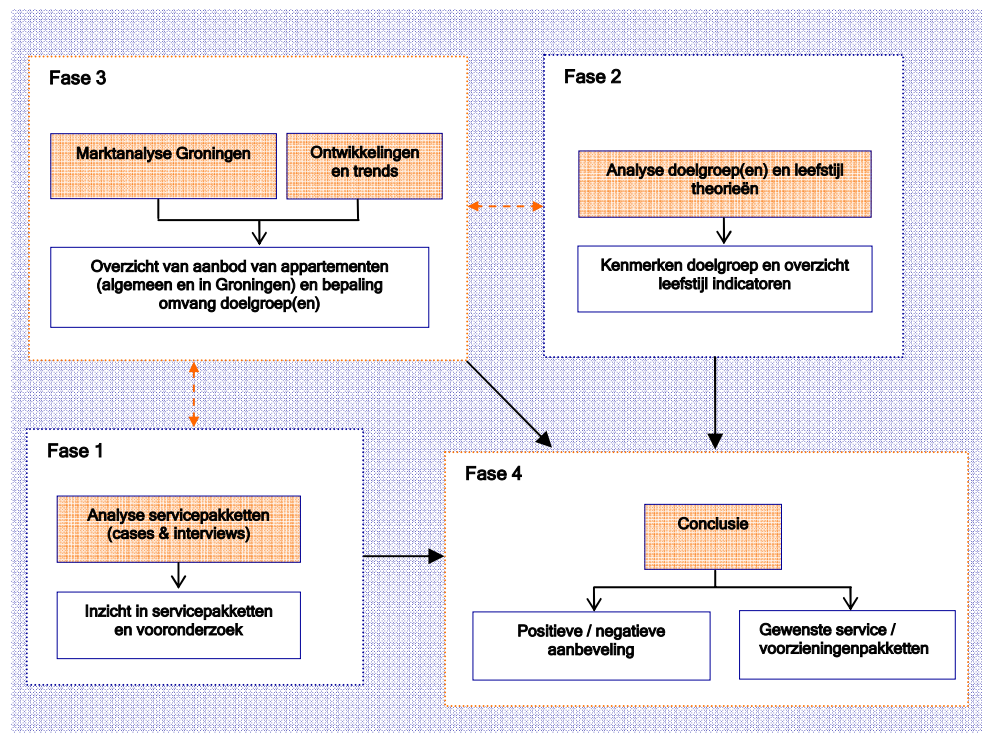 Fase 3
Marktanalyse Groningen
Ontwikkelingen
en trends
Overzicht van aanbod van appartementen
(algemeen en in Groningen) en bepaling
omvang doelgroep(en)
Fase 2
Analyse doelgroep(en) en leefstijl
theorieën
Kenmerken doelgroep en overzicht
leefstijl indicatoren
Fase 1
Analyse servicepakketten
(cases & interviews)
Inzicht in servicepakketten
en vooronderzoek
Fase 4
Conclusie
Positieve / negatieve
aanbeveling
Gewenste service /
voorzieningenpakketten